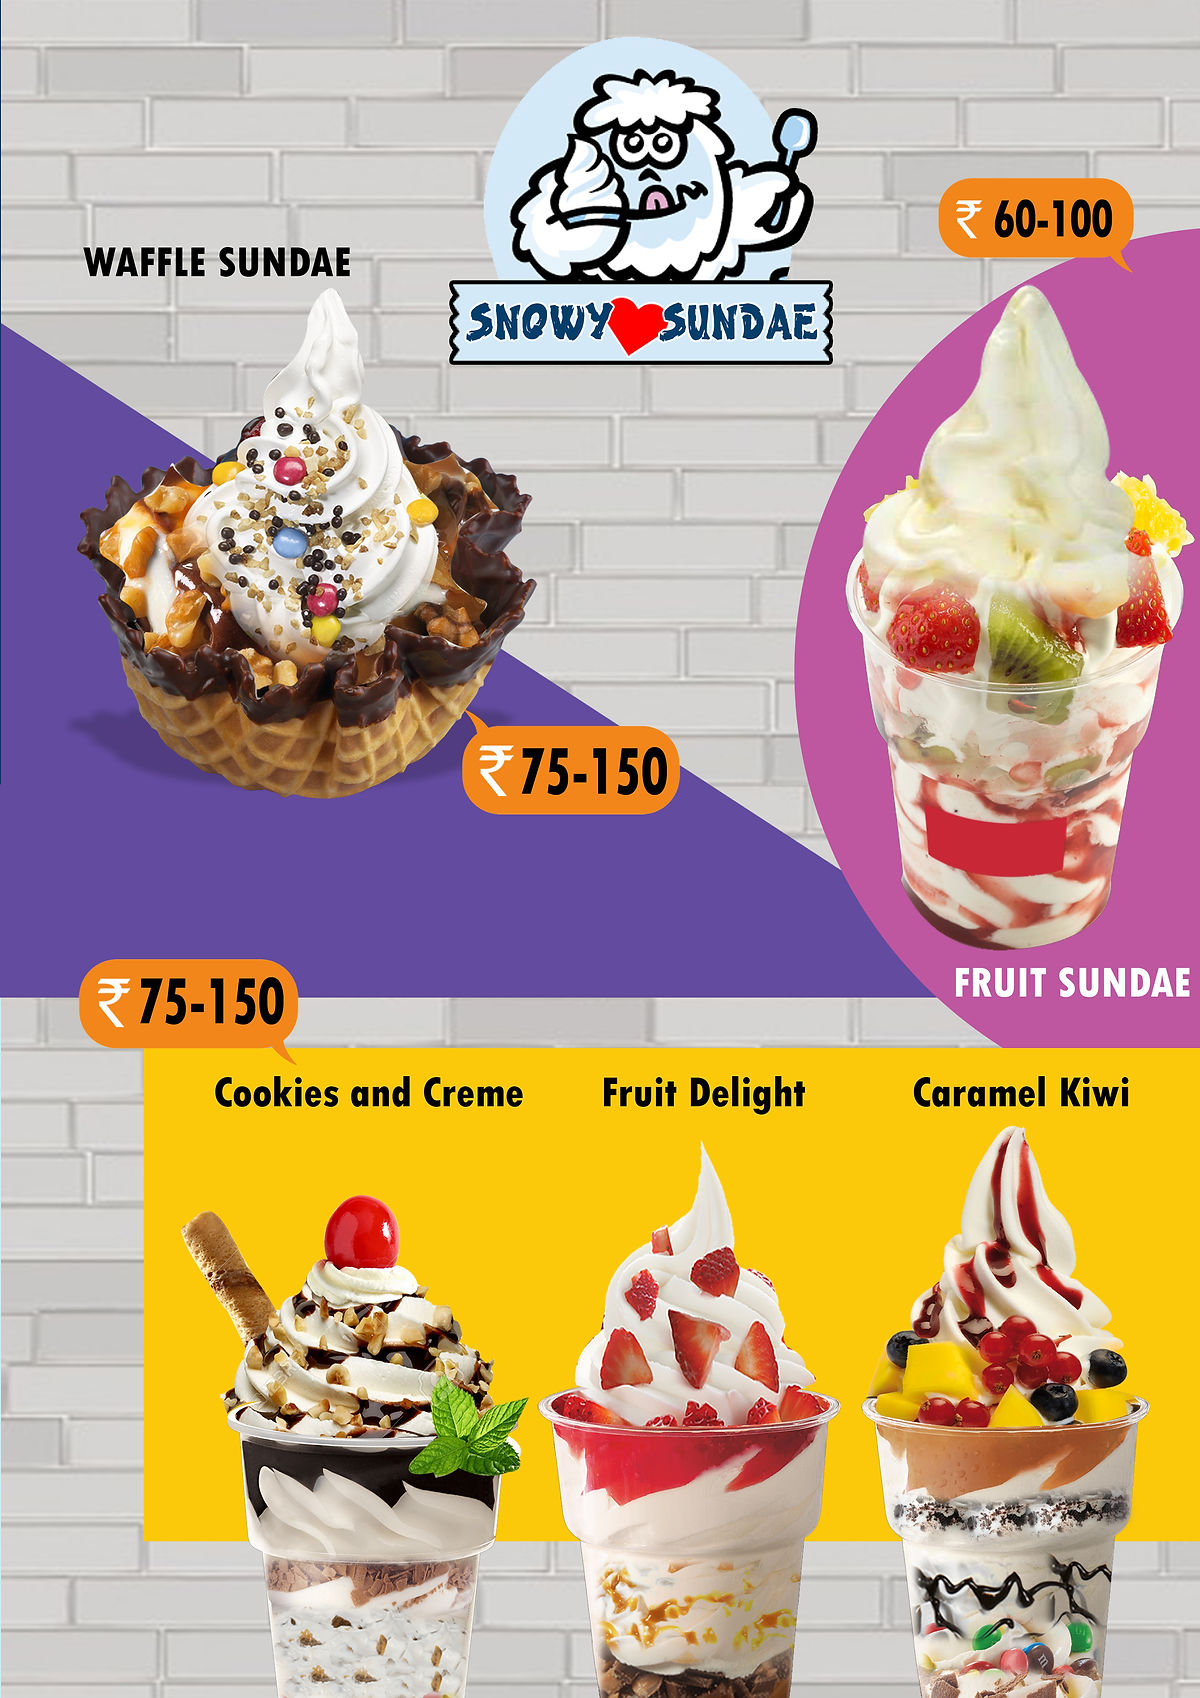 SNOWY SUNDAE
₹ 60-100
WAFFLE SUNDAE
₹ 75-150
FRUIT SUNDAE
₹ 75-150
Cookies and Creme
Fruit Delight
Caramel Kiwi
m